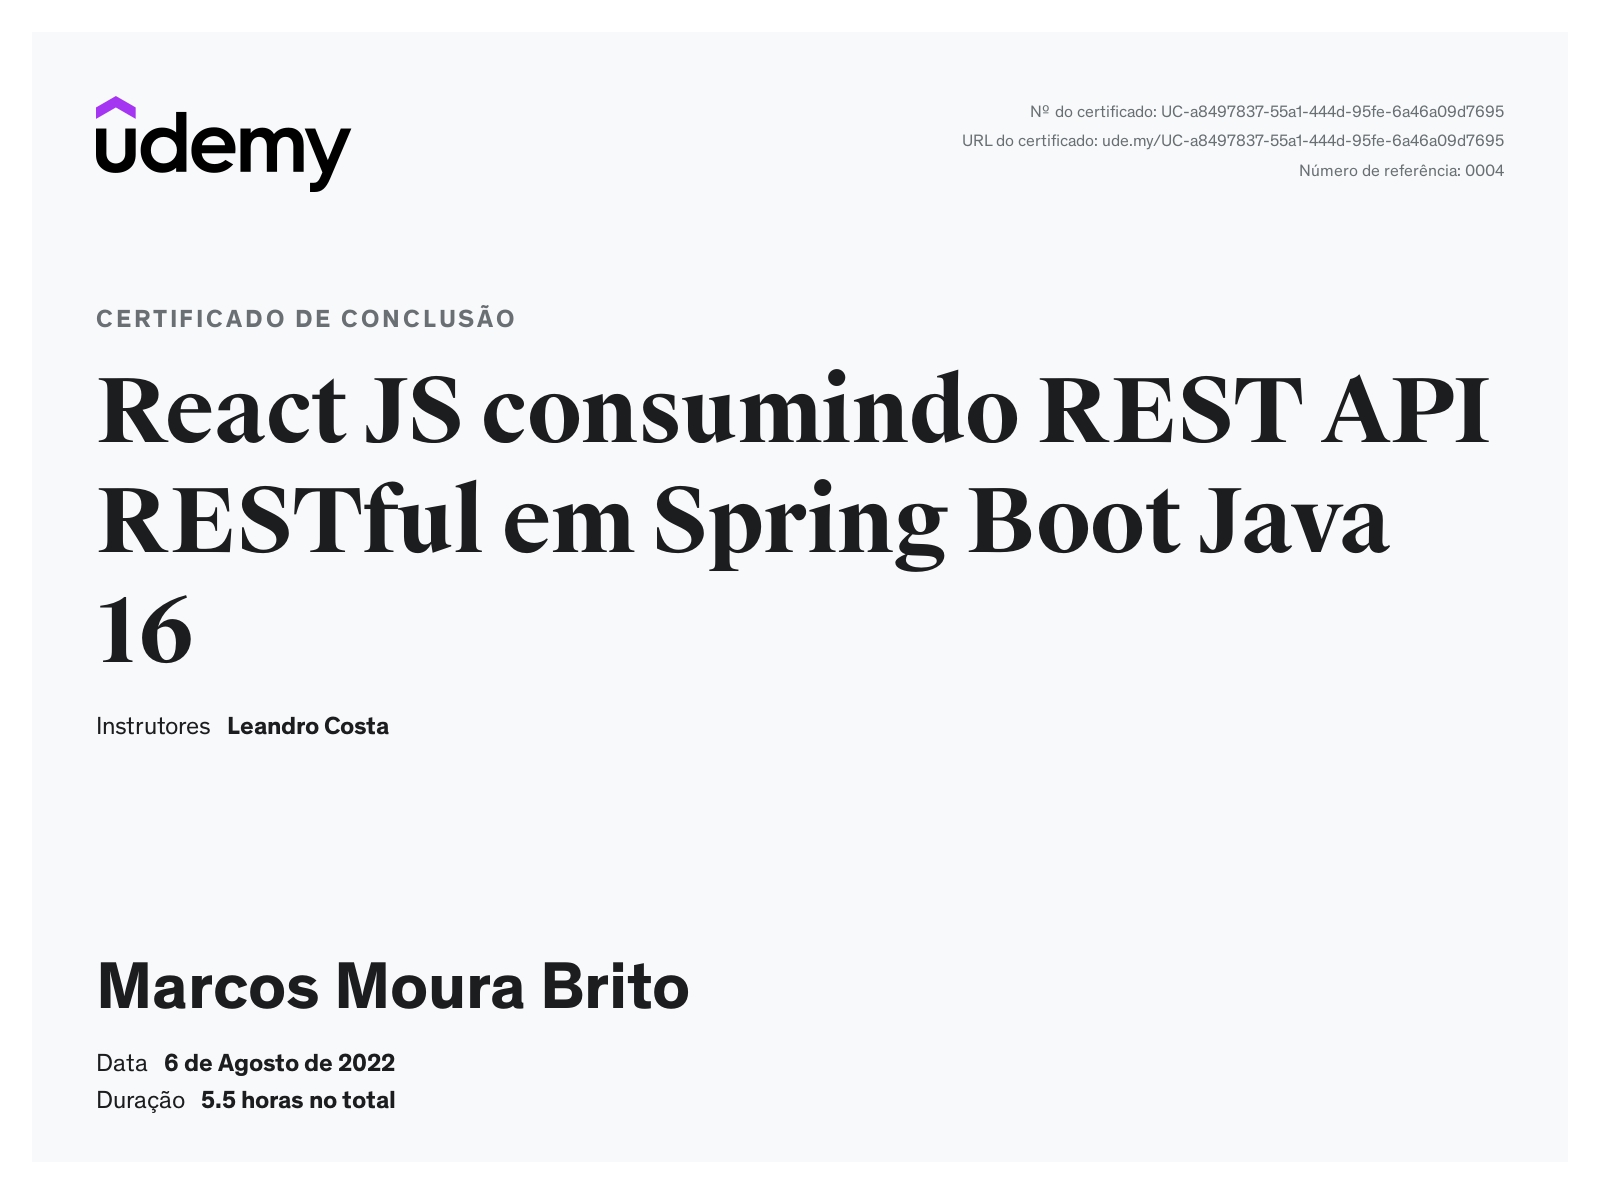 udemy
Nº do certificado: UC-a8497837-55a1-444d-95fe-6a46a09d7695
URL do certificado: ude.my/UC-a8497837-55a1-444d-95fe-6a46a09d7695
Número de referência: 0004
CERTIFICADO DE CONCLUSÃO
React JS consumindo REST API
RESTful em Spring Boot Java
16
Instrutores Leandro Costa
Marcos Moura Brito
Data 6 de Agosto de 2022
Duração 5.5 horas no total